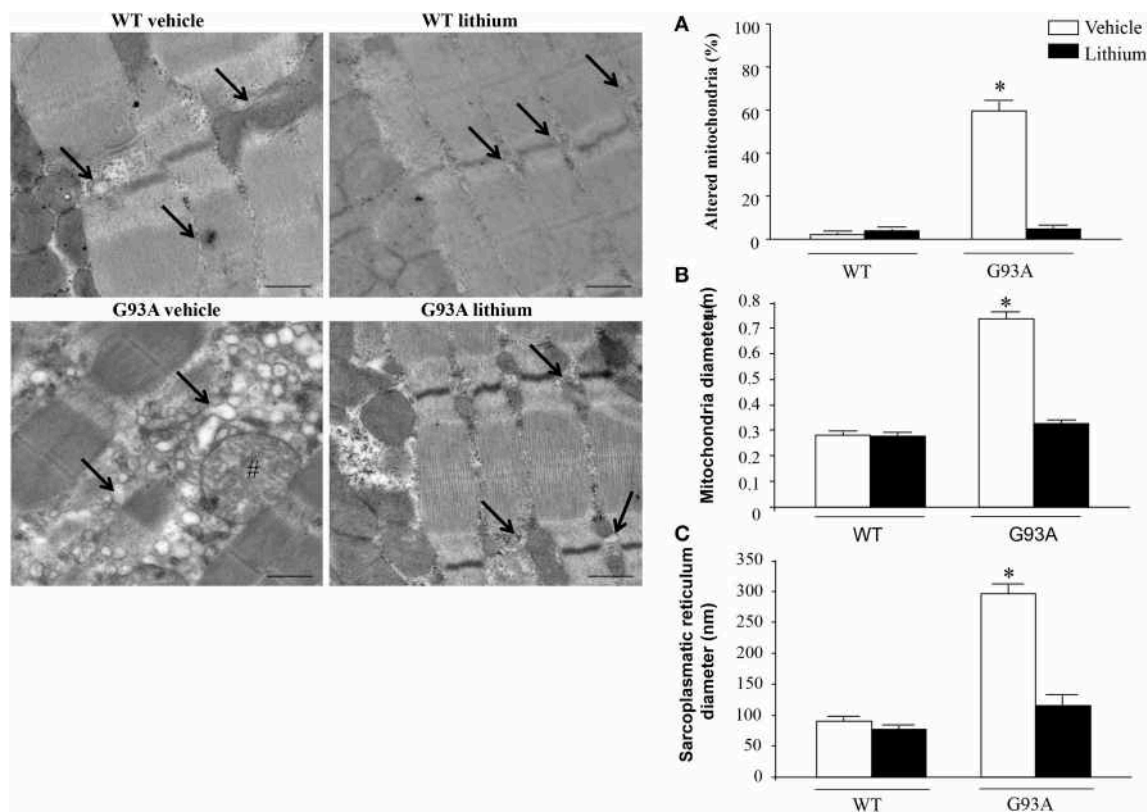 WT vehicle
WT lithium
G93A vehicle
G93A lithium
#
A
Vehicle
Lithium
Altered mitochondria (%)
100
80
60
40
20
0
*
WT
G93A
B
Mitochondria diameterµm)
0.8
0.7
0.6
0.5
0.4
0.3
0.2
0.1
0
*
WT
G93A
C
Sarcoplasmatic reticulum
diameter (nm)
300
250
200
150
100
50
0
*
WT
G93A